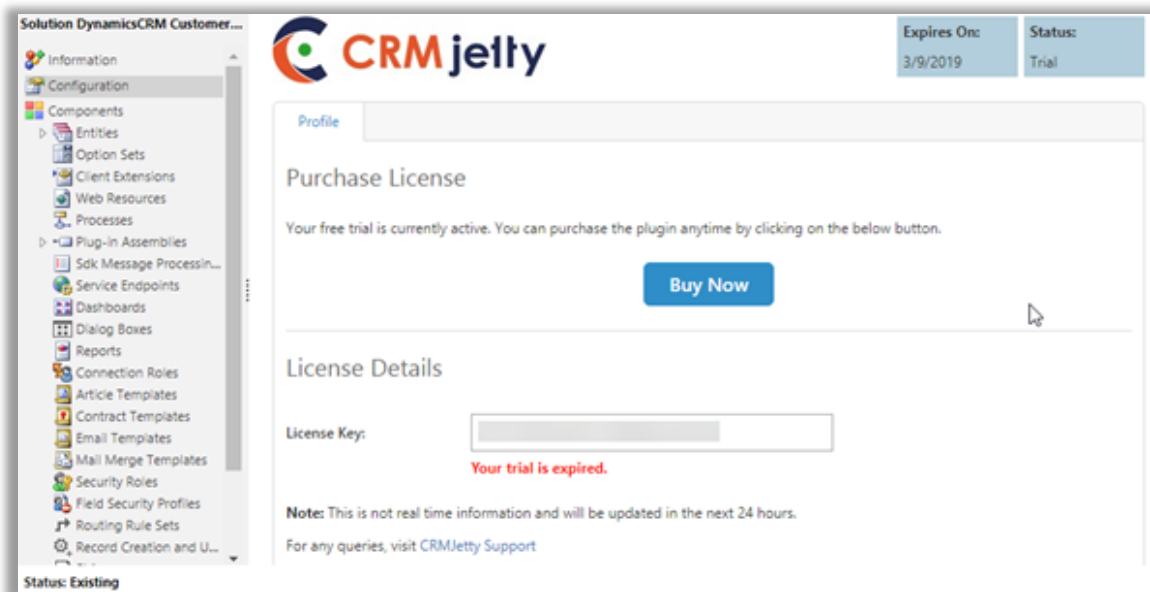 Solution DynamicsCRM Customer...
Information
Configuration
Components
Entities
Option Sets
Client Extensions
Web Resources
Processes
Plug-in Assemblies
Sdk Message Processin...
Service Endpoints
Dashboards
Dialog Boxes
Reports
Connection Roles
Article Templates
Contract Templates
Email Templates
Mail Merge Templates
Security Roles
Field Security Profiles
Routing Rule Sets
Record Creation and U...
Status: Existing
CRMjetty
Expires On:
3/9/2019
Status:
Trial
Profile
Purchase License
Your free trial is currently active. You can purchase the plugin anytime by clicking on the below button.
Buy Now
License Details
License Key:
Your trial is expired.
Note: This is not real time information and will be updated in the next 24 hours.
For any queries, visit CRMJetty Support